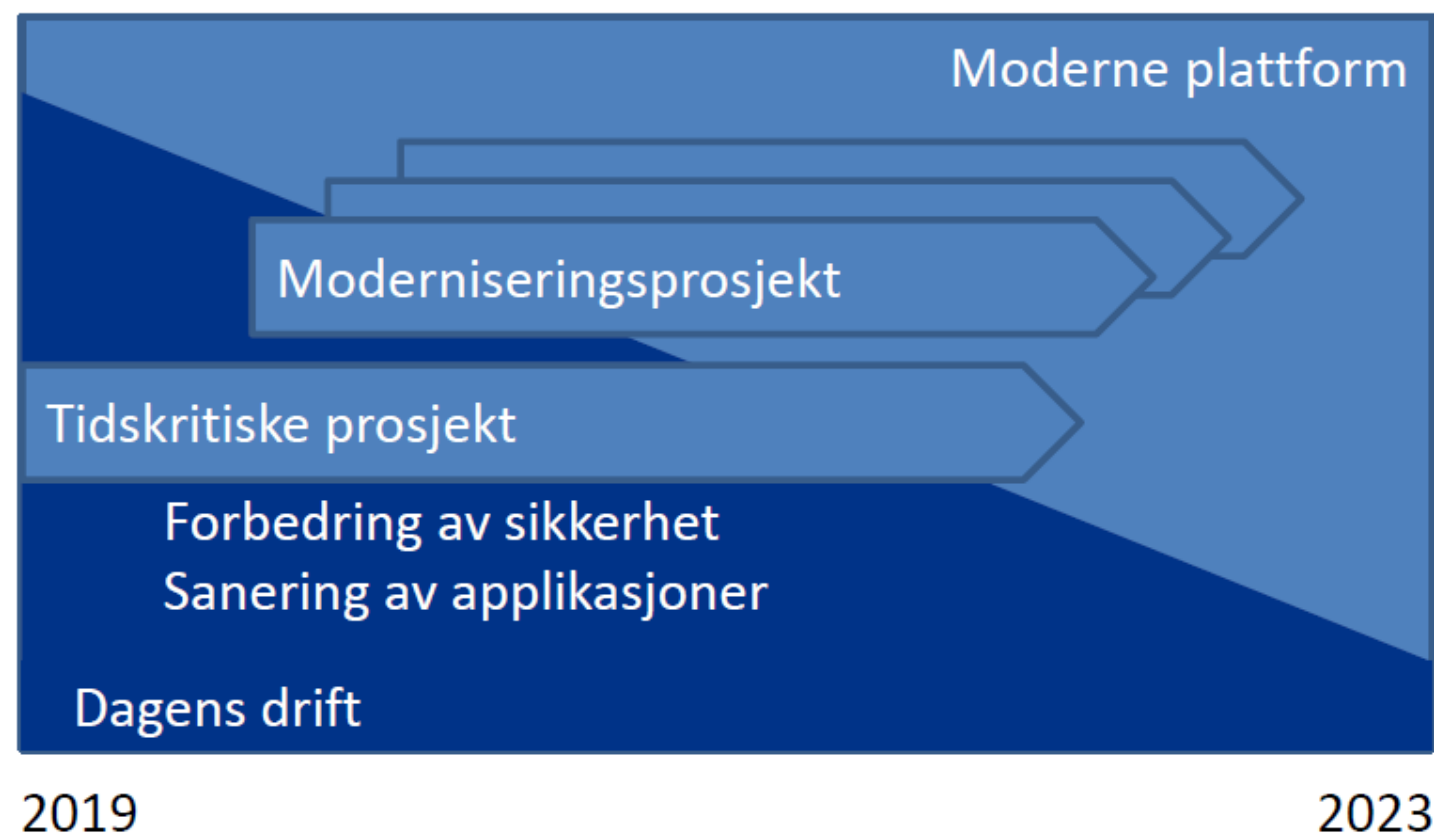 Moderne plattform
Moderniseringsprosjekt
Tidskritiske prosjekt
Forbedring av sikkerhet
Sanering av applikasjoner
Dagens drift
2019
2023